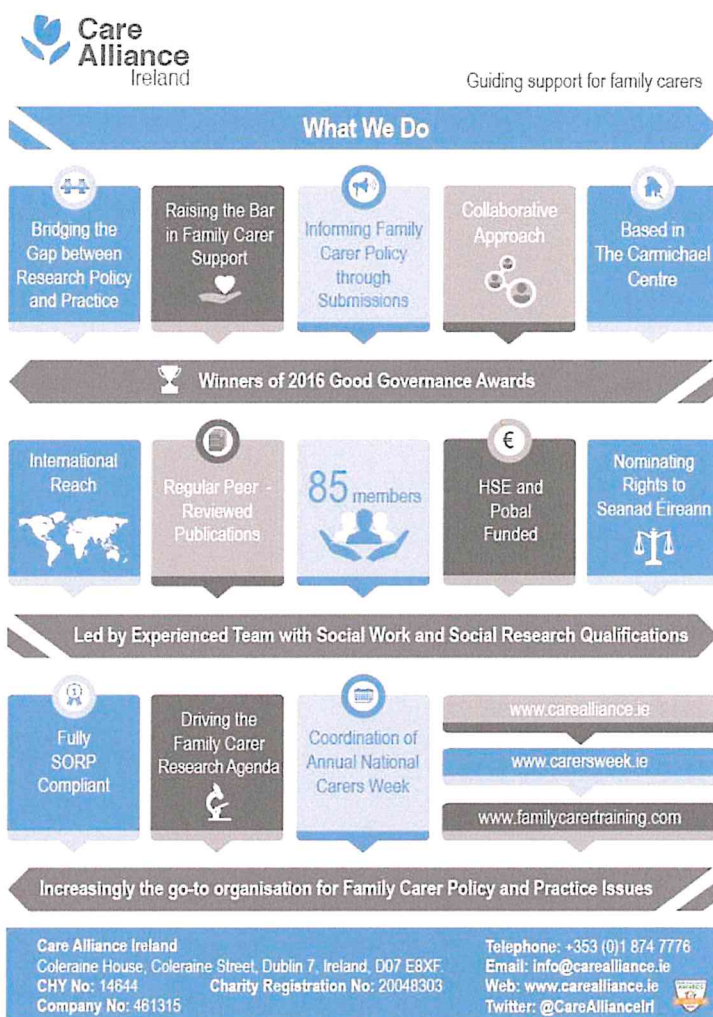 Care
Alliance
Ireland
Guiding support for family carers
What We Do
Bridging the
Gap between
Research Policy
and Practice
Raising the Bar
in Family Carer
Support
Informing Family
Carer Policy
through
Submissions
Collaborative
Approach
Based in
The Carmichael
Centre
Winners of 2016 Good Governance Awards
International
Reach
Regular Peer -
Reviewed
Publications
85 members
€
HSE and
Pobal
Funded
Nominating
Rights to
Seanad Éireann
Led by Experienced Team with Social Work and Social Research Qualifications
1
Fully
SORP
Compliant
Driving the
Family Carer
Research Agenda
Coordination of
Annual National
Carers Week
www.carealliance.ie
www.carersweek.ie
www.familycarertraining.com
Increasingly the go-to organisation for Family Carer Policy and Practice Issues
Care Alliance Ireland
Coleraine House, Coleraine Street, Dublin 7, Ireland, D07 E8XF.
CHY No: 14644 Charity Registration No: 20048303
Company No: 461315
Telephone: +353 (0)1 874 7776
Email: info@carealliance.ie
Web: www.carealliance.ie
Twitter: @CareAllianceIrl
AWARDS